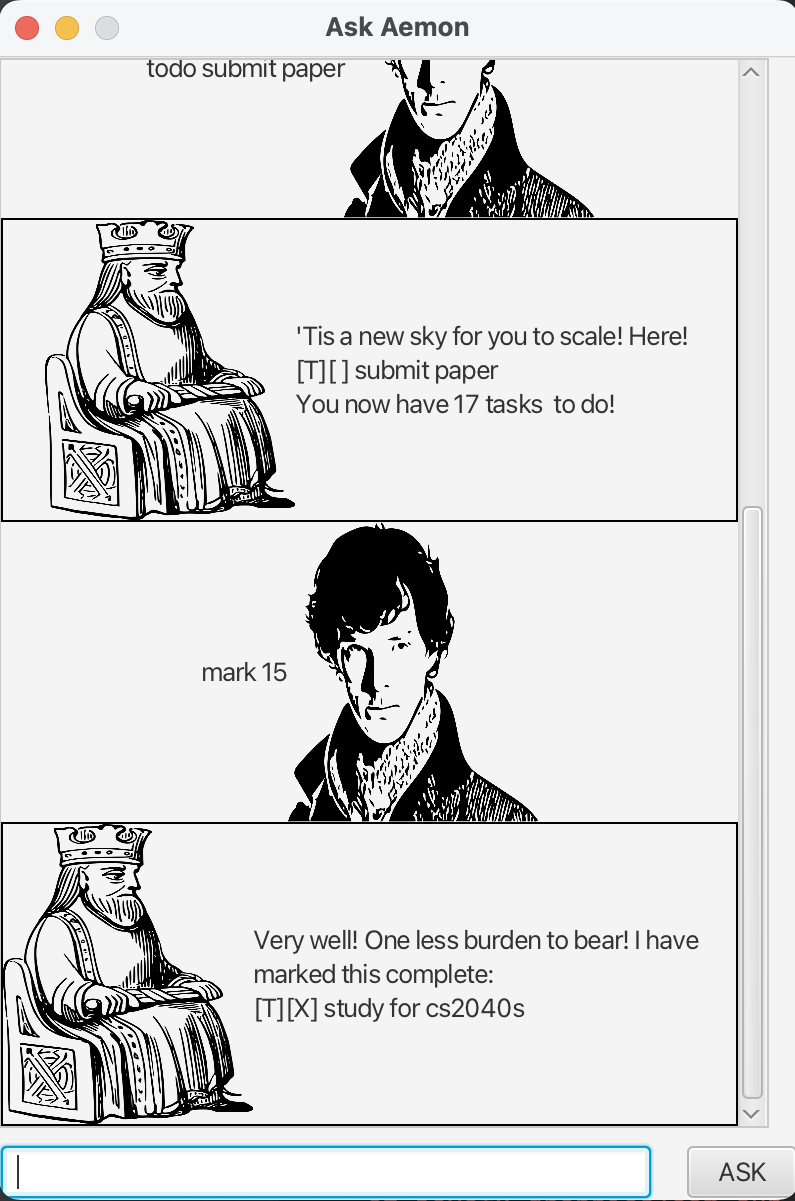 Ask Aemon
todo submit paper
'Tis a new sky for you to scale! Here!
[T][ ] submit paper
You now have 17 tasks  to do!
mark 15
Very well! One less burden to bear! I have
marked this complete:
[T][X] study for cs2040s
ASK